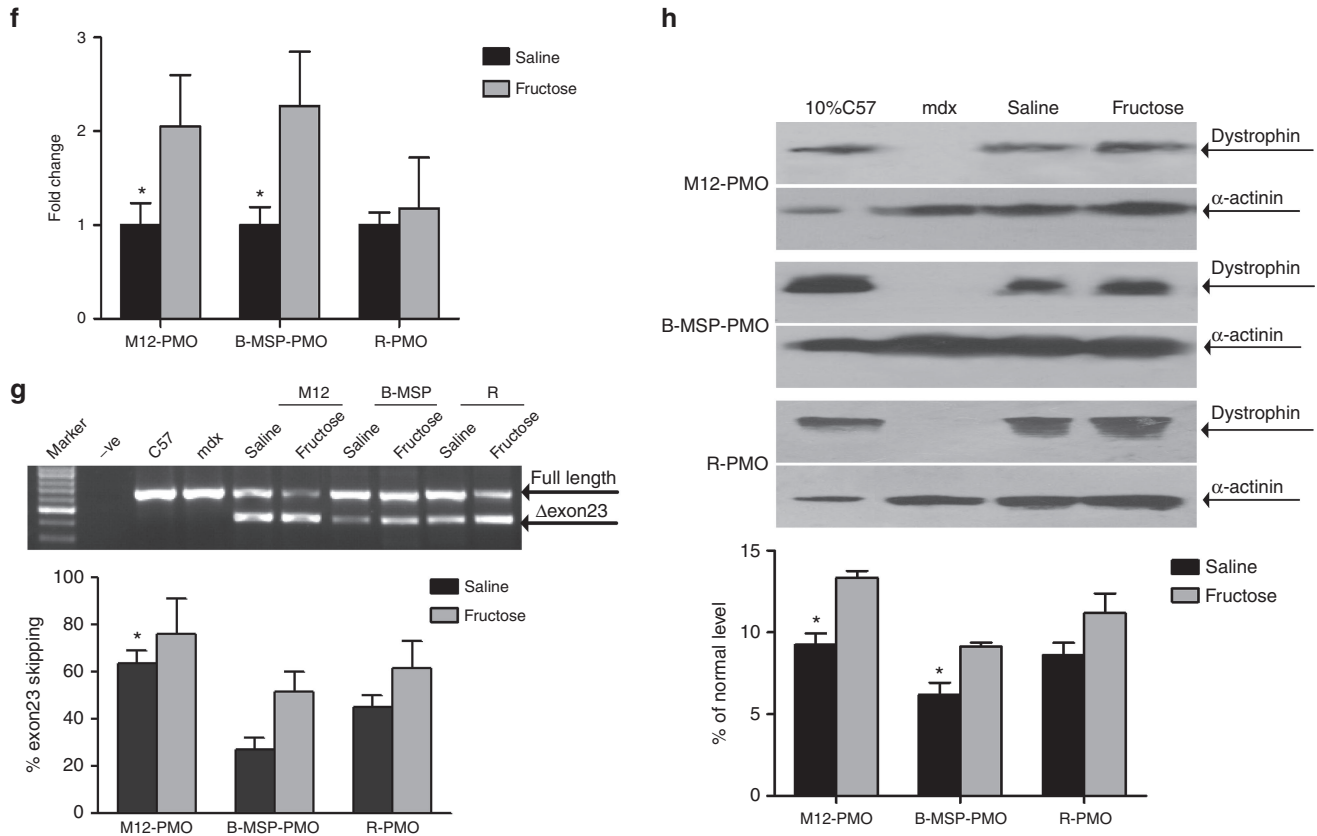 f
3
2
1
0
Fold change
Saline
Fructose
*
*
M12-PMO
B-MSP-PMO
R-PMO
g
M12
B-MSP
R
Marker
–ve
C57
mdx
Saline
Fructose
Saline
Fructose
Saline
Fructose
Full length
Δexon23
100
80
60
40
20
0
% exon23 skipping
Saline
Fructose
*
M12-PMO
B-MSP-PMO
R-PMO
h
10%C57
mdx
Saline
Fructose
M12-PMO
Dystrophin
α-actinin
B-MSP-PMO
Dystrophin
α-actinin
R-PMO
Dystrophin
α-actinin
15
10
5
0
% of normal level
Saline
Fructose
*
*
M12-PMO
B-MSP-PMO
R-PMO